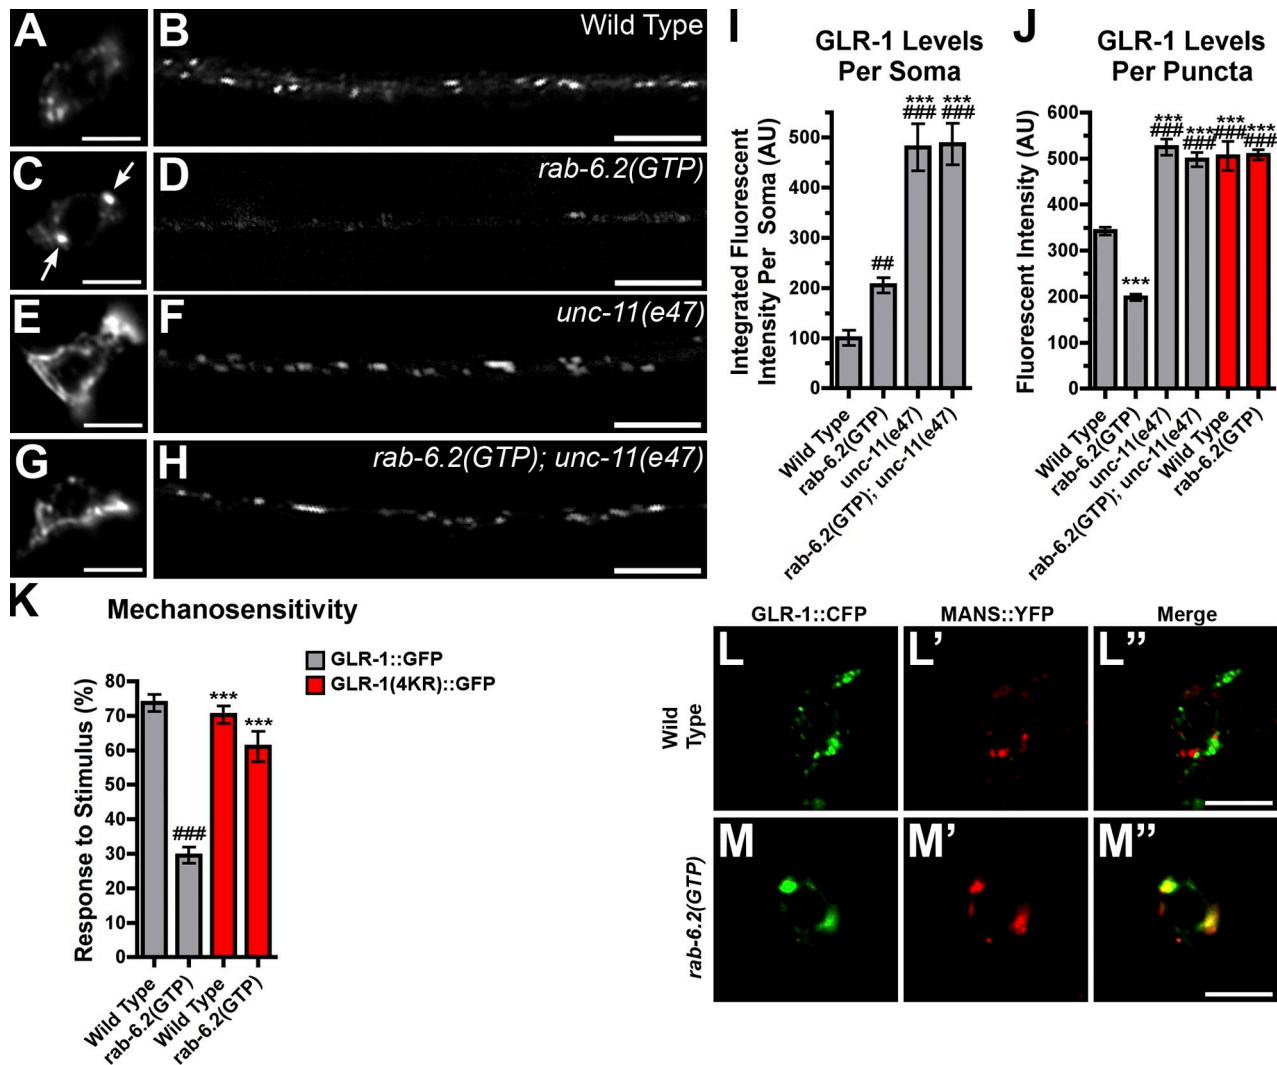 A
B
Wild Type
C
D
rab-6.2(GTP)
E
F
unc-11(e47)
G
H
rab-6.2(GTP); unc-11(e47)
I
GLR-1 Levels
Per Soma
Integrated Fluorescent
Intensity Per Soma (AU)
500
400
300
200
100
0
##
***
###
***
###
Wild Type
rab-6.2(GTP)
unc-11(e47)
rab-6.2(GTP); unc-11(e47)
J
GLR-1 Levels
Per Puncta
Fluorescent Intensity (AU)
600
500
400
300
200
100
0
***
***
###
***
###
***
###
***
###
Wild Type
rab-6.2(GTP)
unc-11(e47)
rab-6.2(GTP); unc-11(e47)
Wild Type
rab-6.2(GTP)
K
Mechanosensitivity
GLR-1::GFP
GLR-1(4KR)::GFP
Response to Stimulus (%)
80
70
60
50
40
30
20
10
0
###
***
***
Wild Type
rab-6.2(GTP)
Wild Type
rab-6.2(GTP)
GLR-1::CFP
MANS::YFP
Merge
Wild
Type
L
L’
L’’
rab-6.2(GTP)
M
M’
M’’